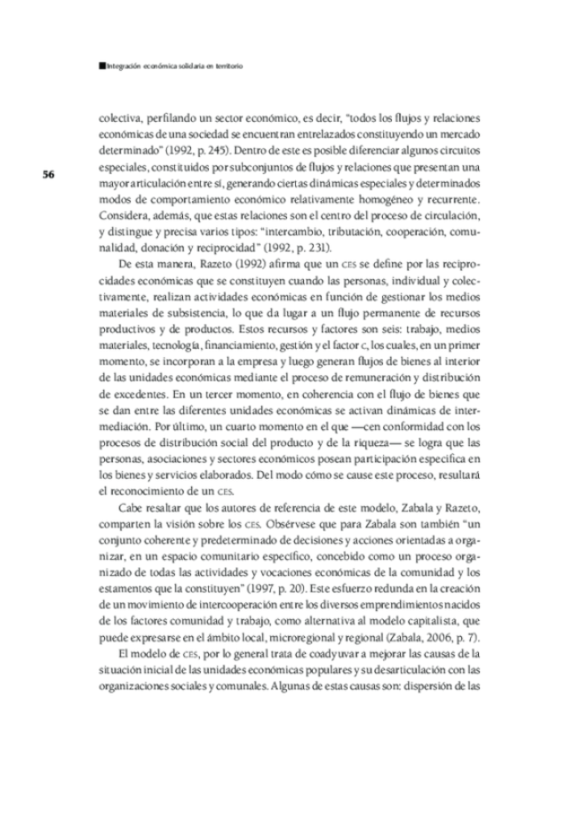 Integración económica solidaria en territorio
colectiva, perfilando un sector económico, es decir, "todos los flujos y relaciones
económicas de una sociedad se encuentran entrelazados constituyendo un mercado
determinado" (1992, p. 245). Dentro de este es posible diferenciar algunos circuitos
especiales, constituidos por subconjuntos de flujos y relaciones que presentan una
56
mayor articulación entre sí, generando ciertas dinámicas especiales y determinados
modos de comportamiento económico relativamente homogéneo y recurrente.
Considera, además, que estas relaciones son el centro del proceso de circulación,
y distingue y precisa varios tipos: "intercambio, tributación, cooperación, comu-
nalidad, donación y reciprocidad" (1992, p. 231).
De esta manera, Razeto (1992) afirma que un CES se define por las recipro-
cidades económicas que se constituyen cuando las personas, individual y colec-
tivamente, realizan actividades económicas en función de gestionar los medios
materiales de subsistencia, lo que da lugar a un flujo permanente de recursos
productivos y de productos. Estos recursos y factores son seis: trabajo, medios
materiales, tecnología, financiamiento, gestión y el factor C, los cuales, en un primer
momento, se incorporan a la empresa y luego generan flujos de bienes al interior
de las unidades económicas mediante el proceso de remuneración y distribución
de excedentes. En un tercer momento, en coherencia con el flujo de bienes que
se dan entre las diferentes unidades económicas se activan dinámicas de inter-
mediación. Por último, un cuarto momento en el que —cen conformidad con los
procesos de distribución social del producto y de la riqueza— se logra que las
personas, asociaciones y sectores económicos posean participación específica en
los bienes y servicios elaborados. Del modo cómo se cause este proceso, resultará
el reconocimiento de un CES.
Cabe resaltar que los autores de referencia de este modelo, Zabala y Razeto,
comparten la visión sobre los CES. Obsérvese que para Zabala son también "un
conjunto coherente y predeterminado de decisiones y acciones orientadas a orga-
nizar, en un espacio comunitario específico, concebido como un proceso orga-
nizado de todas las actividades y vocaciones económicas de la comunidad y los
estamentos que la constituyen" (1997, p. 20). Este esfuerzo redunda en la creación
de un movimiento de intercooperación entre los diversos emprendimientos nacidos
de los factores comunidad y trabajo, como alternativa al modelo capitalista, que
puede expresarse en el ámbito local, microregional y regional (Zabala, 2006, p. 7).
El modelo de CES, por lo general trata de coadyuvar a mejorar las causas de la
situación inicial de las unidades económicas populares y su desarticulación con las
organizaciones sociales y comunales. Algunas de estas causas son: dispersión de las